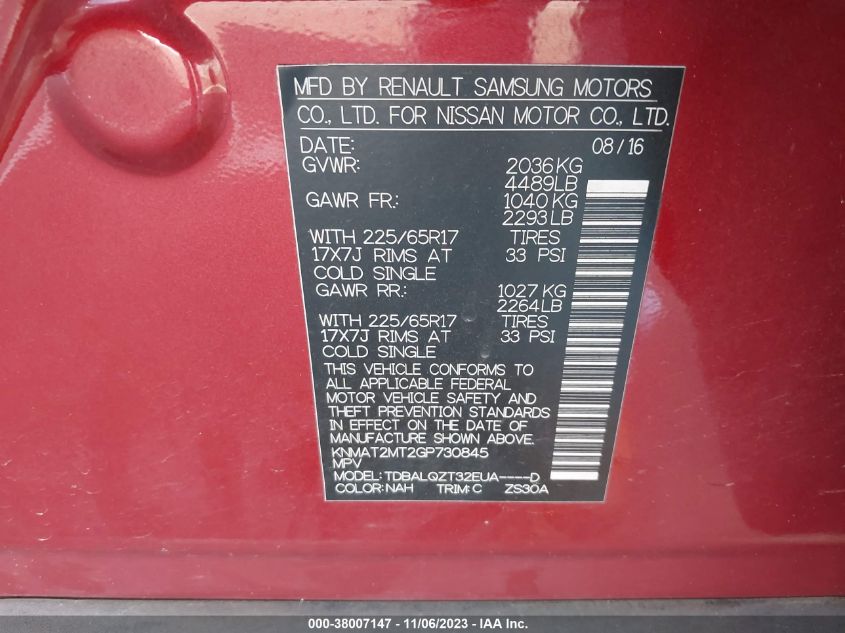 MFD BY RENAULT SAMSUNG MOTORS
CO., LTD. FOR NISSAN MOTOR CO., LTD.
DATE: 08/16
GVWR: 2036KG
4489LB
GAWR FR.: 1040KG
2293LB
WITH 225/65R17 TIRES
17X7J RIMS AT 33 PSI
COLD SINGLE
GAWR RR.: 1027KG
2264LB
WITH 225/65R17 TIRES
17X7J RIMS AT 33 PSI
COLD SINGLE
THIS VEHICLE CONFORMS TO
ALL APPLICABLE FEDERAL
MOTOR VEHICLE SAFETY AND
THEFT PREVENTION STANDARDS
IN EFFECT ON THE DATE OF
MANUFACT SHOWN ABOVE.
KNMAT2MT2GP730845
MPV
MODEL: TDBALQZT32EUA----D
COLOR:NAH TRIM:C ZS30A
000-38007147 - 11/06/2023 - IAA Inc.